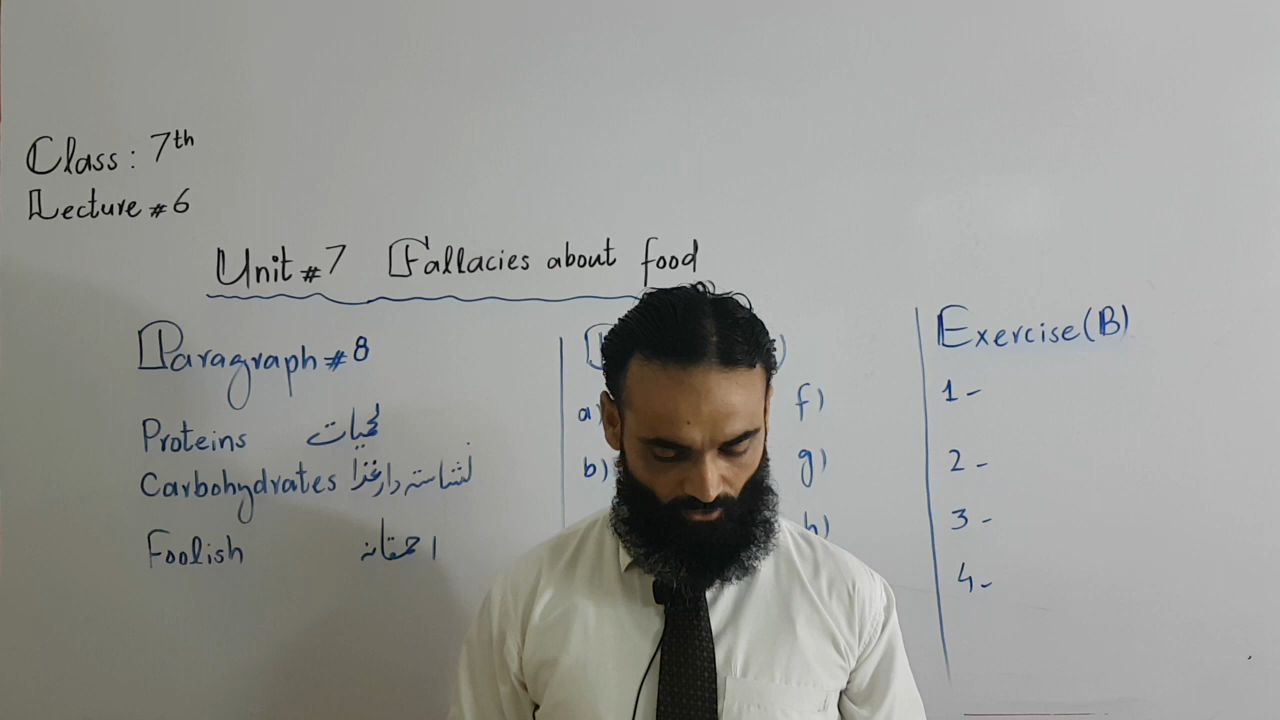 Class: 7th
Lecture # 6
Unit # 7 Fallacies about food
Paragraph # 8
Proteins لحمیات
Carbohydrates نشاستہ دار غذا
Foolish احمقانہ
a)
b)
f)
g)
h)
Exercise (B)
1-
2-
3-
4-